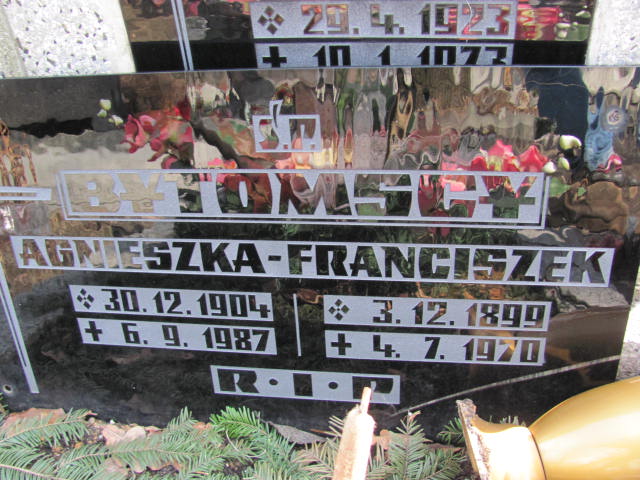 29.4.1923
+ 10.1.1973
ś.p.
BYTOMSCY
AGNIESZKA-FRANCISZEK
30.12.1904 3.12.1899
+ 6.9.1987 + 4.7.1970
R·I·P